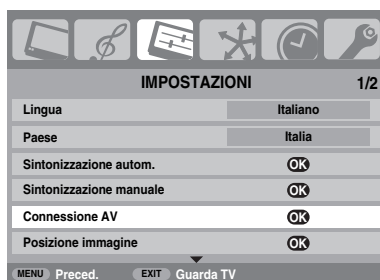 IMPOSTAZIONI 1/2
Lingua Italiano
Paese Italia
Sintonizzazione autom. OK
Sintonizzazione manuale OK
Connessione AV OK
Posizione immagine OK
MENU Preced. EXIT Guarda TV